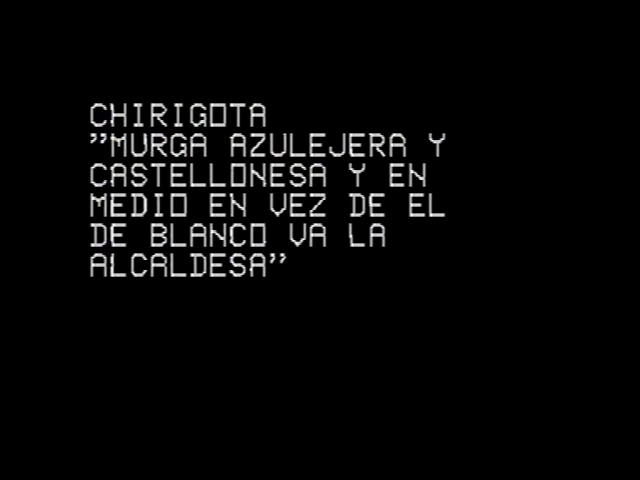 CHIRIGOTA
"MURGA AZULEJERA Y
CASTELLONESA Y EN
MEDIO EN VEZ DE EL
DE BLANCO VA LA
ALCALDESA"